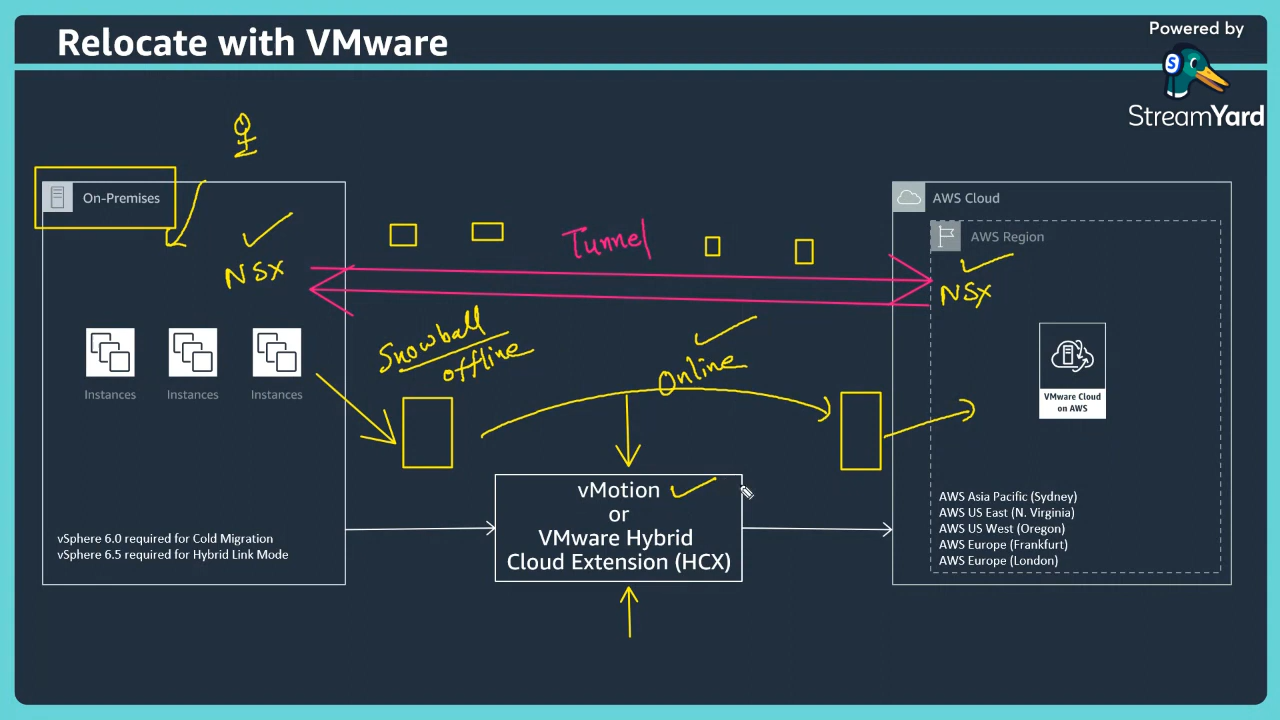 Relocate with VMware
Powered by
S
StreamYard
On-Premises
NSX
Instances
Instances
Instances
vSphere 6.0 required for Cold Migration
vSphere 6.5 required for Hybrid Link Mode
Tunnel
Snowball
offline
Online
vMotion
or
VMware Hybrid
Cloud Extension (HCX)
AWS Cloud
AWS Region
NSX
VMware Cloud
on AWS
AWS Asia Pacific (Sydney)
AWS US East (N. Virginia)
AWS US West (Oregon)
AWS Europe (Frankfurt)
AWS Europe (London)